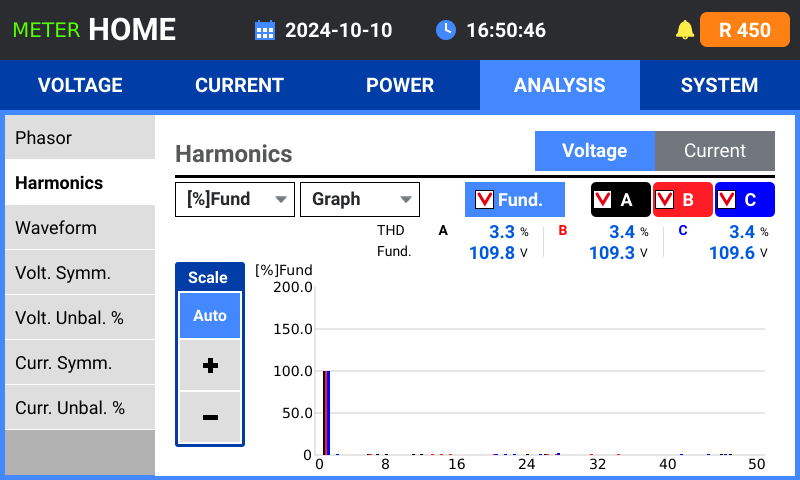 METER HOME 2024-10-10 16:50:46 R 450
VOLTAGE CURRENT POWER ANALYSIS SYSTEM
Phasor
Harmonics
Waveform
Volt. Symm.
Volt. Unbal. %
Curr. Symm.
Curr. Unbal. %
Harmonics Voltage Current
[%]Fund Graph Fund. A B C
THD A 3.3 % B 3.4 % C 3.4 %
Fund. 109.8 V 109.3 V 109.6 V
Scale
Auto
+
−
[%]Fund
200.0
150.0
100.0
50.0
0
0 8 16 24 32 40 50